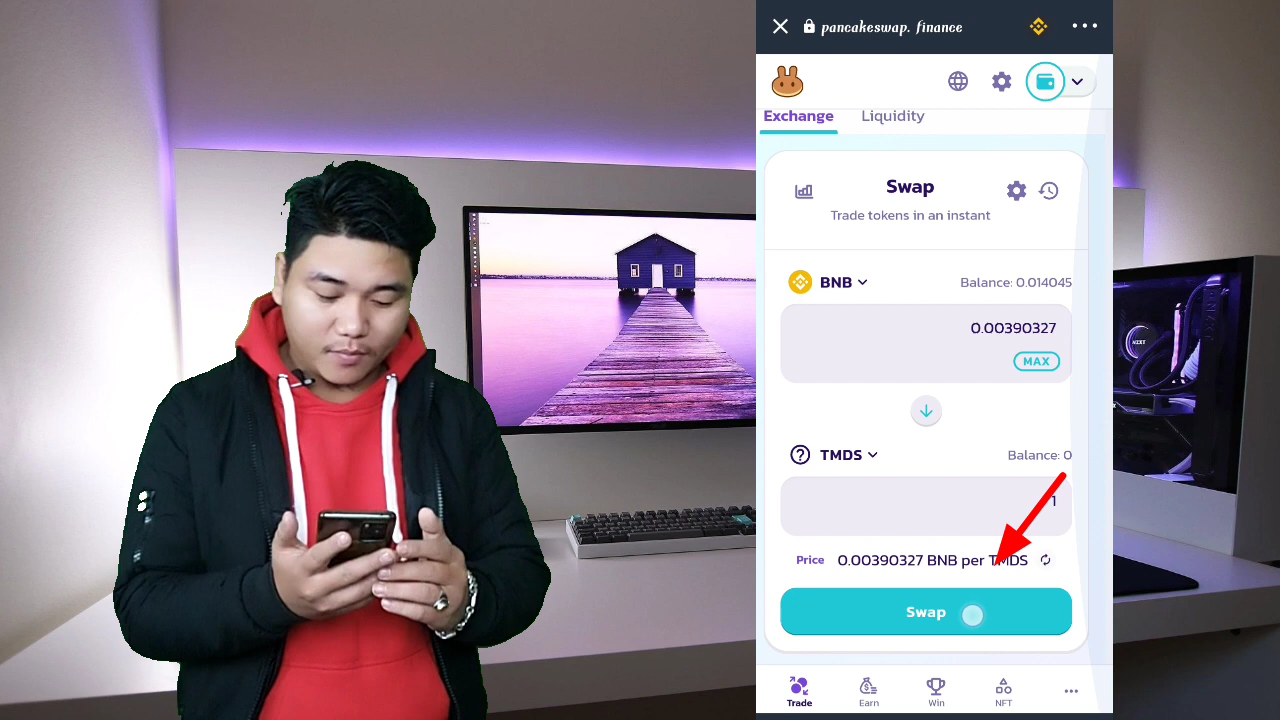 pancakeswap. finance
Exchange
Liquidity
Swap
Trade tokens in an instant
BNB
Balance: 0.014045
0.00390327
MAX
TMDS
Balance: 0
1
Price
0.00390327 BNB per TMDS
Swap
Trade
Earn
Win
NFT
NZXT